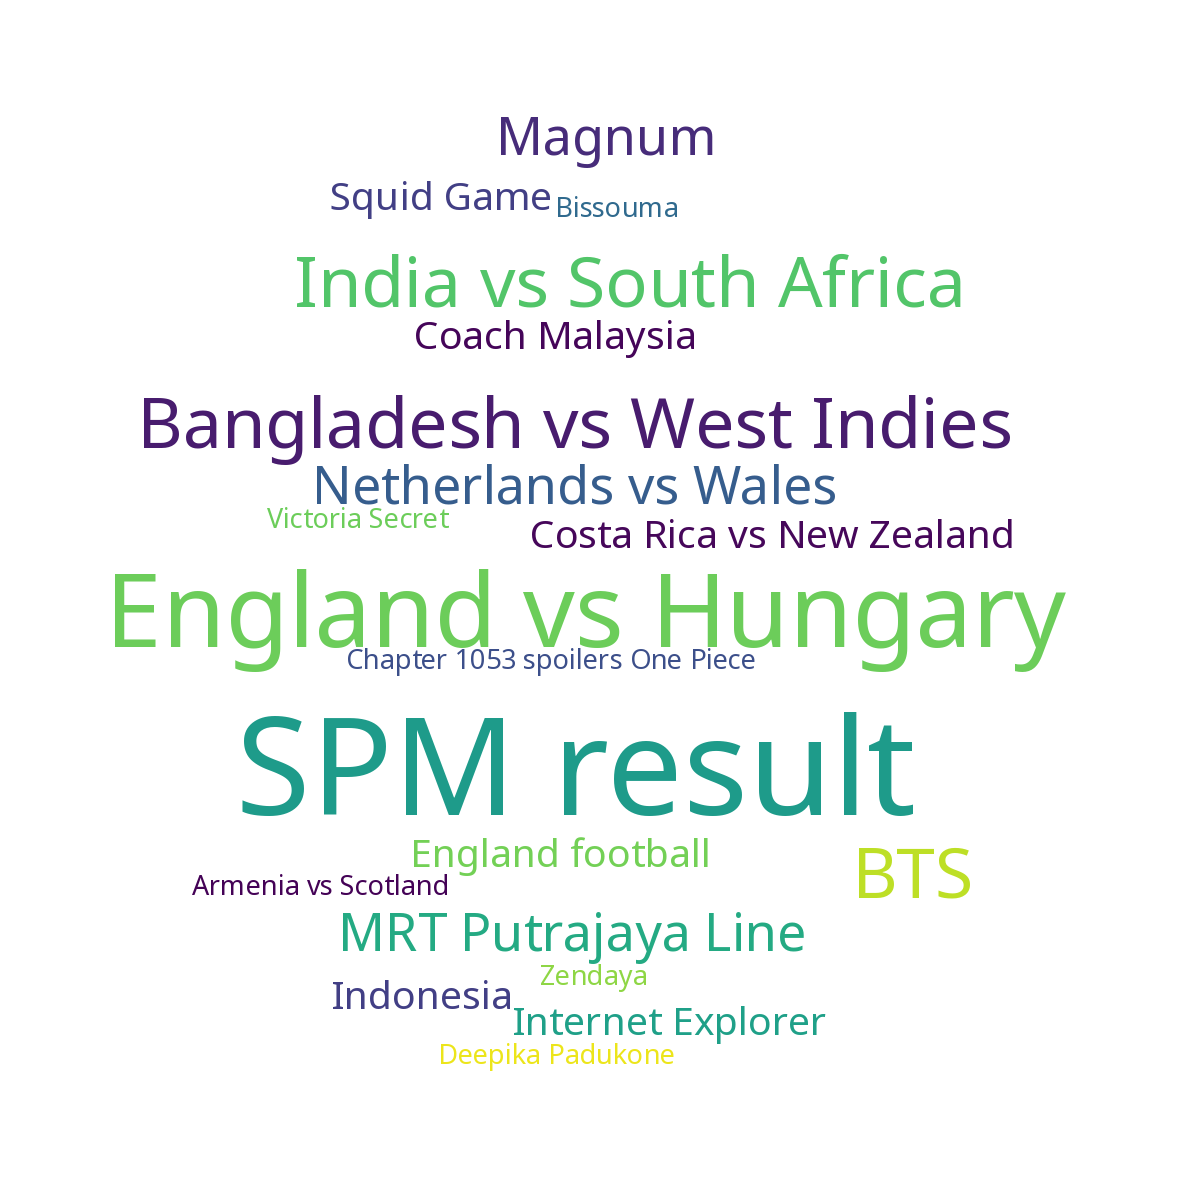 Magnum
Squid Game
Bissouma
India vs South Africa
Coach Malaysia
Bangladesh vs West Indies
Netherlands vs Wales
Victoria Secret
Costa Rica vs New Zealand
England vs Hungary
Chapter 1053 spoilers One Piece
SPM result
England football
BTS
Armenia vs Scotland
MRT Putrajaya Line
Zendaya
Indonesia
Internet Explorer
Deepika Padukone